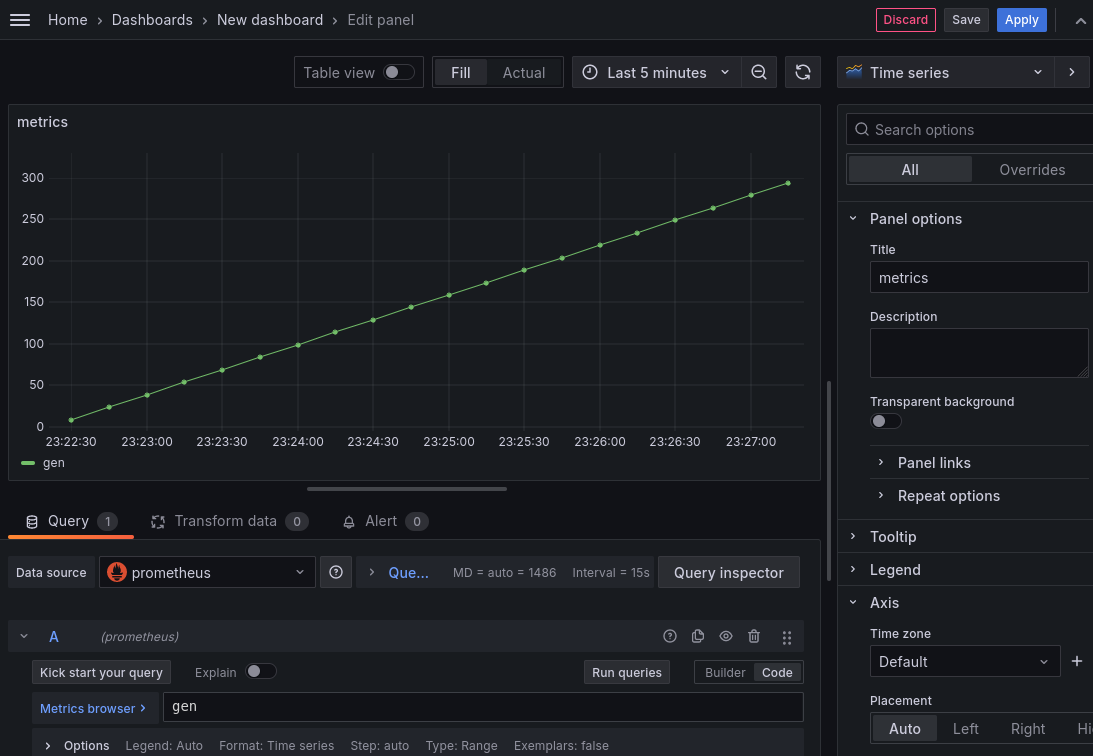 Home › Dashboards › New dashboard › Edit panel
Discard
Save
Apply
Table view
Fill
Actual
Last 5 minutes
Time series
metrics
300
250
200
150
100
50
0
23:22:30 23:23:00 23:23:30 23:24:00 23:24:30 23:25:00 23:25:30 23:26:00 23:26:30 23:27:00
gen
Search options
All
Overrides
Panel options
Title
metrics
Description
Transparent background
Panel links
Repeat options
Tooltip
Legend
Axis
Time zone
Default
Placement
Auto Left Right Hi
Query 1
Transform data 0
Alert 0
Data source
prometheus
Que... MD = auto = 1486 Interval = 15s
Query inspector
A (prometheus)
Kick start your query
Explain
Run queries
Builder
Code
Metrics browser ›
gen
Options Legend: Auto Format: Time series Step: auto Type: Range Exemplars: false